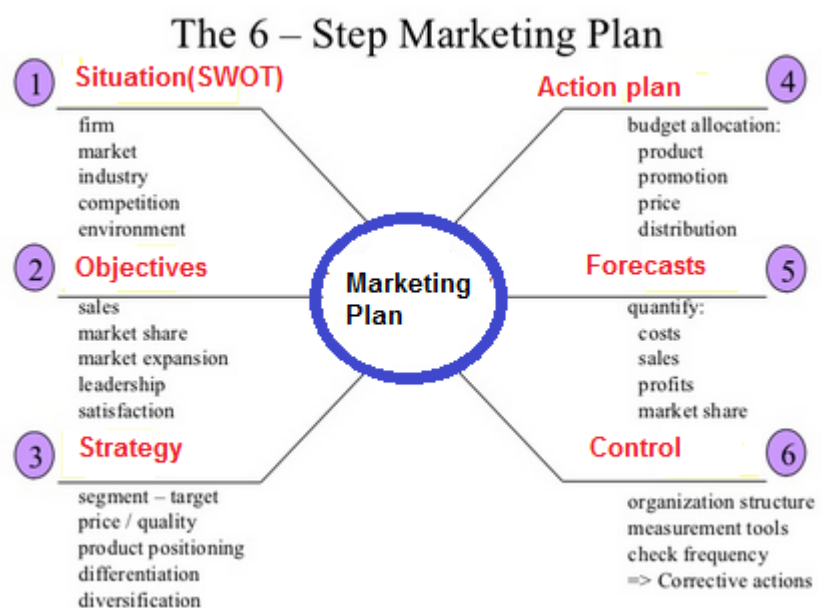 The 6 – Step Marketing Plan
1
Situation(SWOT)
firm
market
industry
competition
environment
2
Objectives
sales
market share
market expansion
leadership
satisfaction
3
Strategy
segment – target
price / quality
product positioning
differentiation
diversification
Marketing
Plan
Action plan
4
budget allocation:
product
promotion
price
distribution
Forecasts
5
quantify:
costs
sales
profits
market share
Control
6
organization structure
measurement tools
check frequency
=> Corrective actions